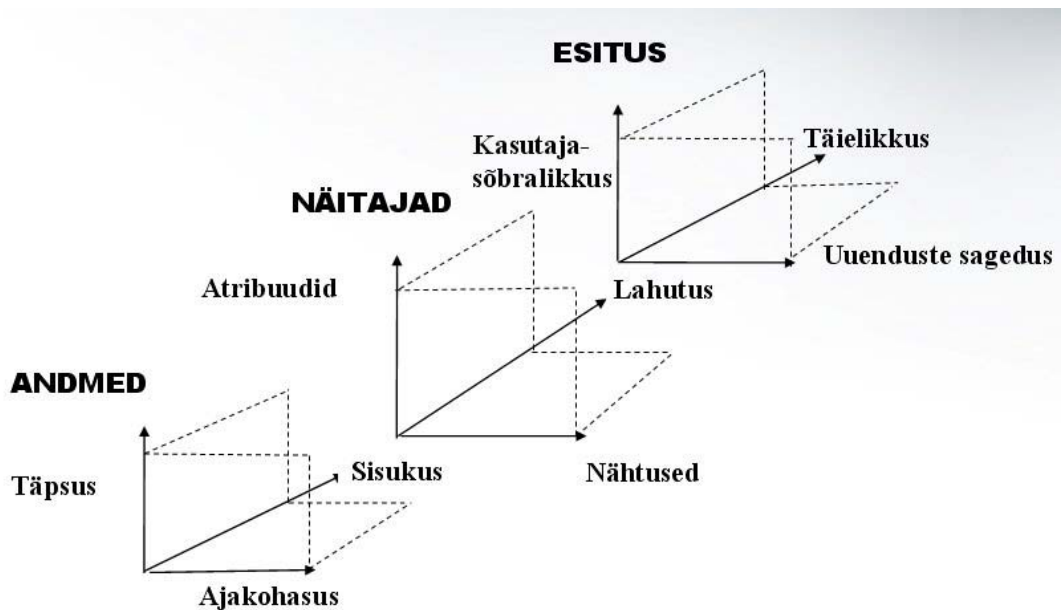 ESITUS
Kasutaja-
sõbralikkus
Täielikkus
Uuenduste sagedus
NÄITAJAD
Atribuudid
Lahutus
Nähtused
ANDMED
Täpsus
Sisukus
Ajakohasus